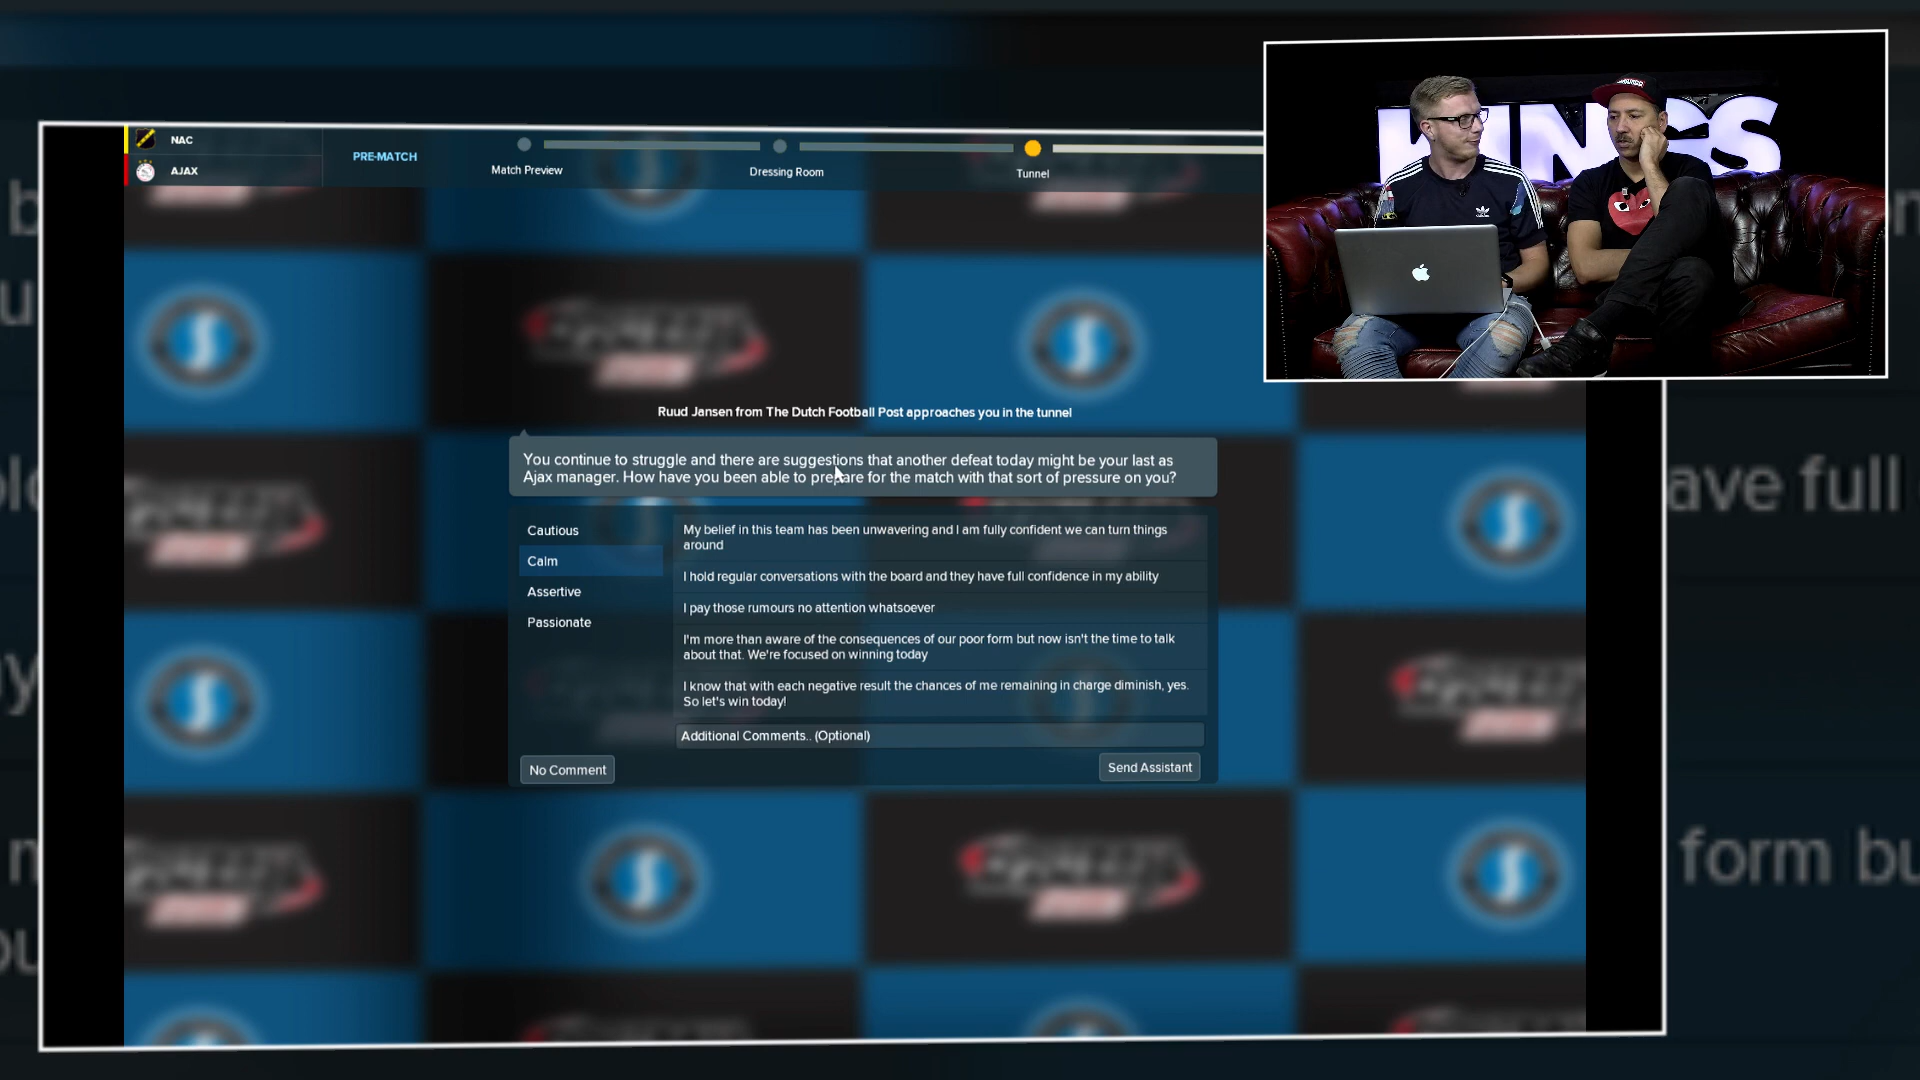 NAC
AJAX
PRE-MATCH
Match Preview
Dressing Room
Tunnel
KINGS
Ruud Jansen from The Dutch Football Post approaches you in the tunnel
You continue to struggle and there are suggestions that another defeat today might be your last as
Ajax manager. How have you been able to prepare for the match with that sort of pressure on you?
Cautious
Calm
Assertive
Passionate
My belief in this team has been unwavering and I am fully confident we can turn things
around
I hold regular conversations with the board and they have full confidence in my ability
I pay those rumours no attention whatsoever
I'm more than aware of the consequences of our poor form but now isn't the time to talk
about that. We're focused on winning today
I know that with each negative result the chances of me remaining in charge diminish, yes.
So let's win today!
Additional Comments.. (Optional)
No Comment
Send Assistant
ave full
form bu